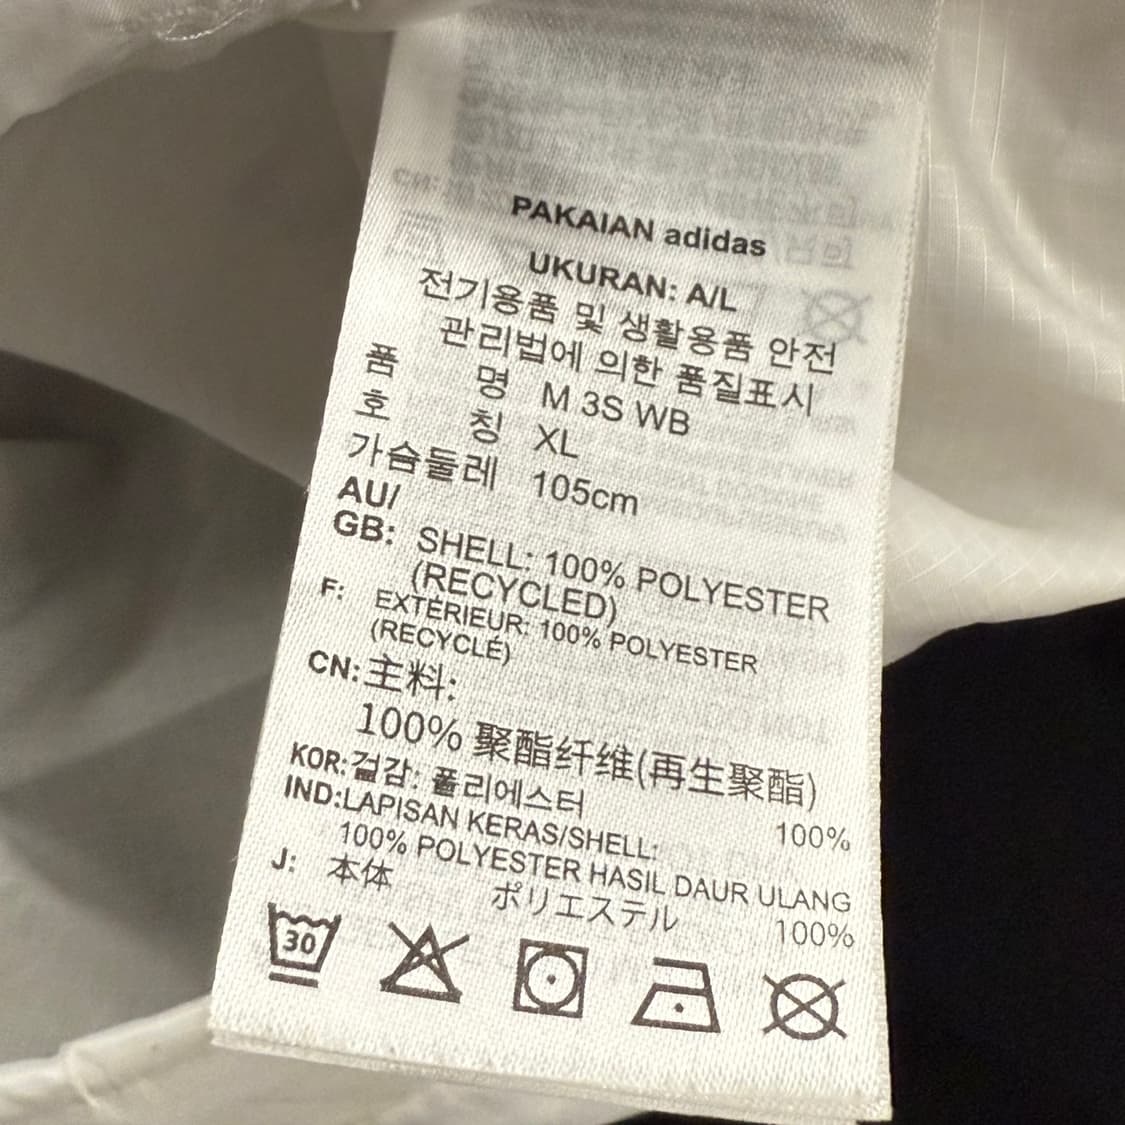 PAKAIAN adidas
UKURAN: A/L
전기용품 및 생활용품 안전
관리법에 의한 품질표시
품 명 M 3S WB
호 칭 XL
가슴둘레 105cm
AU/
GB: SHELL: 100% POLYESTER
(RECYCLED)
F: EXTÉRIEUR: 100% POLYESTER
(RECYCLÉ)
CN: 主料:
100% 聚酯纤维(再生聚酯)
KOR: 겉감: 폴리에스터 100%
IND: LAPISAN KERAS/SHELL:
100% POLYESTER HASIL DAUR ULANG
J: 本体 ポリエステル 100%
30